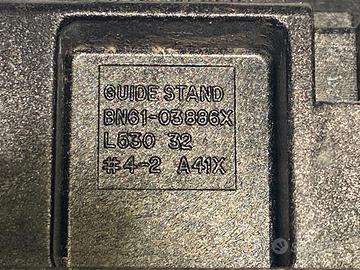 GUIDE STAND
BN61-03886X
L530 32
#4-2 A41X